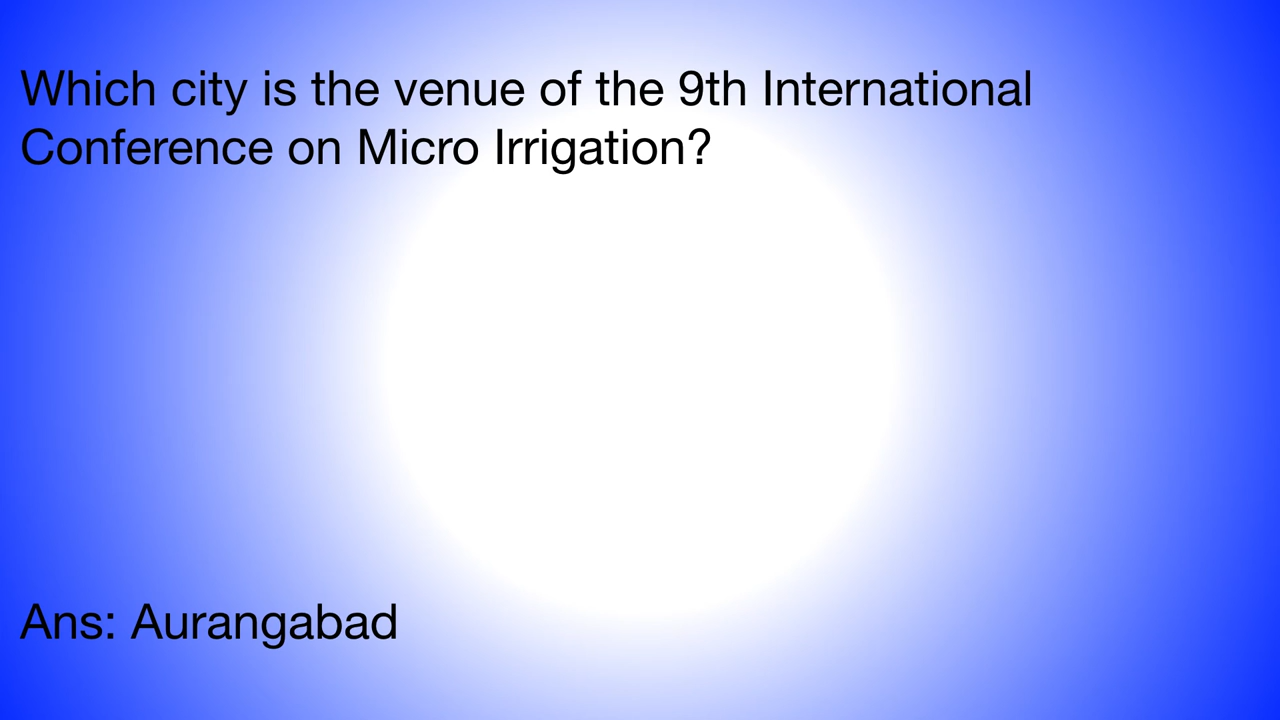 Which city is the venue of the 9th International
Conference on Micro Irrigation?
Ans: Aurangabad